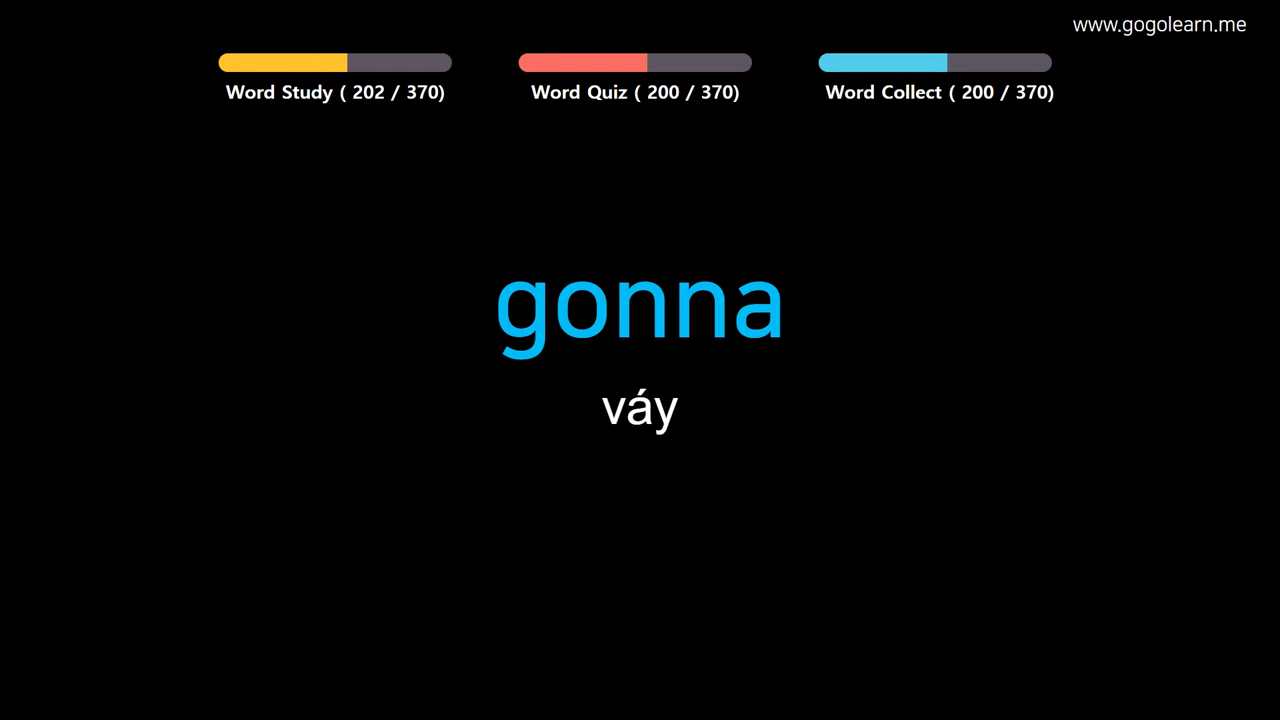 www.gogolearn.me
Word Study ( 202 / 370)
Word Quiz ( 200 / 370)
Word Collect ( 200 / 370)
gonna
váy